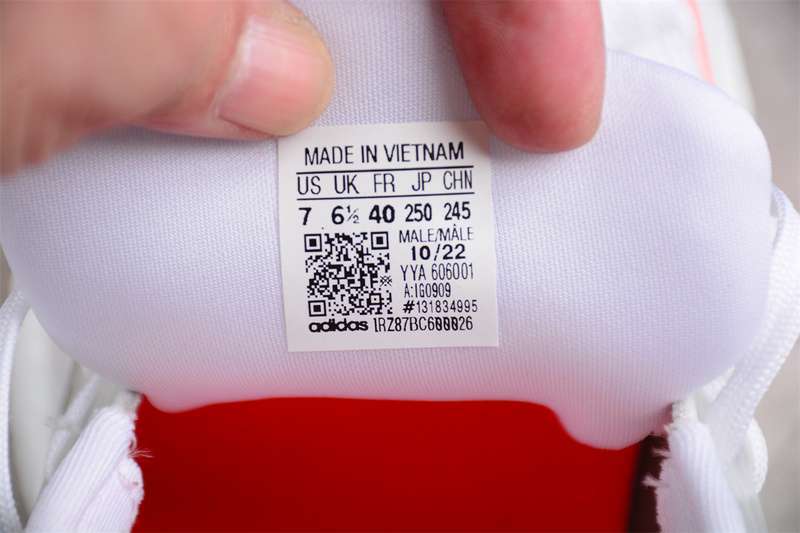 MADE IN VIETNAM
US UK FR JP CHN
7 6½ 40 250 245
MALE/MÂLE
10/22
YYA 606001
A:IG0909
#131834995
adidas 1RZ87BC600026